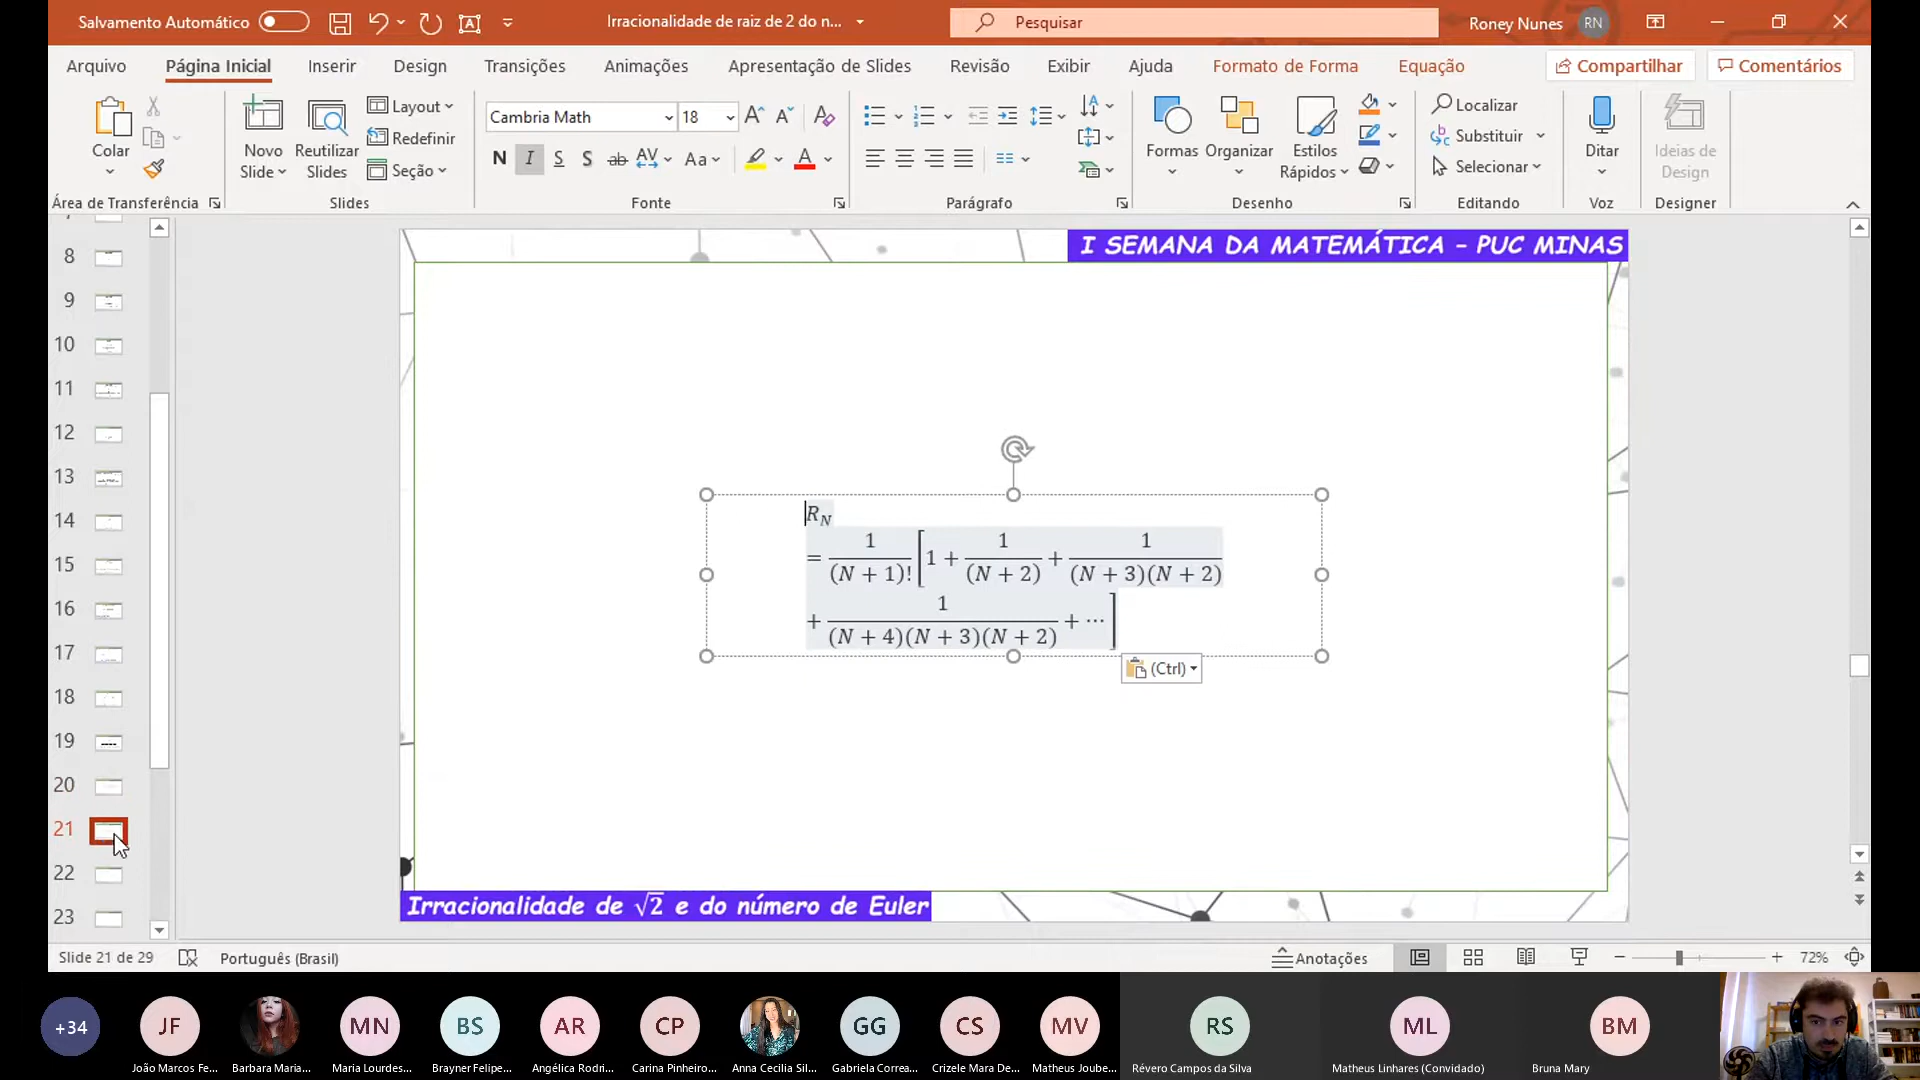 Salvamento Automático
Irracionalidade de raiz de 2 do n...
Pesquisar
Roney Nunes
RN
Arquivo
Página Inicial
Inserir
Design
Transições
Animações
Apresentação de Slides
Revisão
Exibir
Ajuda
Formato de Forma
Equação
Compartilhar
Comentários
Colar
Novo Slide
Reutilizar Slides
Layout
Redefinir
Seção
Cambria Math
18
N I S S ab AV Aa A
Formas
Organizar
Estilos Rápidos
Localizar
Substituir
Selecionar
Ditar
Ideias de Design
Área de Transferência
Slides
Fonte
Parágrafo
Desenho
Editando
Voz
Designer
8
9
10
11
12
13
14
15
16
17
18
19
20
21
22
23
I SEMANA DA MATEMÁTICA - PUC MINAS
R_N
= \frac{1}{(N + 1)!} [ 1 + \frac{1}{(N + 2)} + \frac{1}{(N + 3)(N + 2)}
+ \frac{1}{(N + 4)(N + 3)(N + 2)} + ⋯ ]
(Ctrl)
Irracionalidade de √2 e do número de Euler
Slide 21 de 29
Português (Brasil)
Anotações
72%
+34
JF
MN
BS
AR
CP
GG
CS
MV
RS
ML
BM
João Marcos Fe...
Barbara Maria...
Maria Lourdes...
Brayner Felipe...
Angélica Rodri...
Carina Pinheiro...
Anna Cecilia Sil...
Gabriela Correa...
Crizele Mara De...
Matheus Joube...
Révero Campos da Silva
Matheus Linhares (Convidado)
Bruna Mary